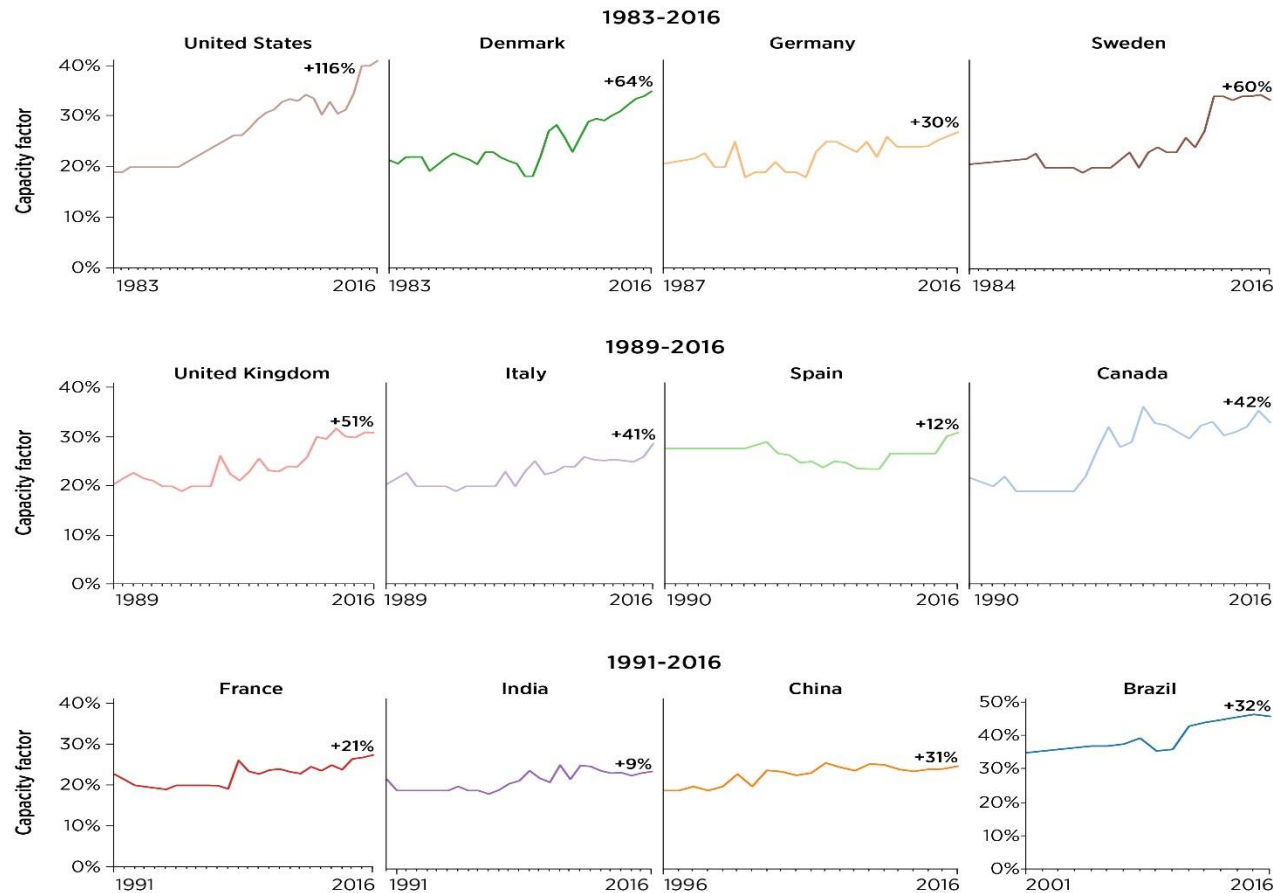 1983-2016
United States Denmark Germany Sweden
Capacity factor
40%
30%
20%
10%
0%
+116% +64% +30% +60%
1983 2016 1983 2016 1987 2016 1984 2016
1989-2016
United Kingdom Italy Spain Canada
Capacity factor
40%
30%
20%
10%
0%
+51% +41% +12% +42%
1989 2016 1989 2016 1990 2016 1990 2016
1991-2016
France India China Brazil
Capacity factor
40%
30%
20%
10%
0%
50%
40%
30%
20%
10%
0%
+21% +9% +31% +32%
1991 2016 1991 2016 1996 2016 2001 2016